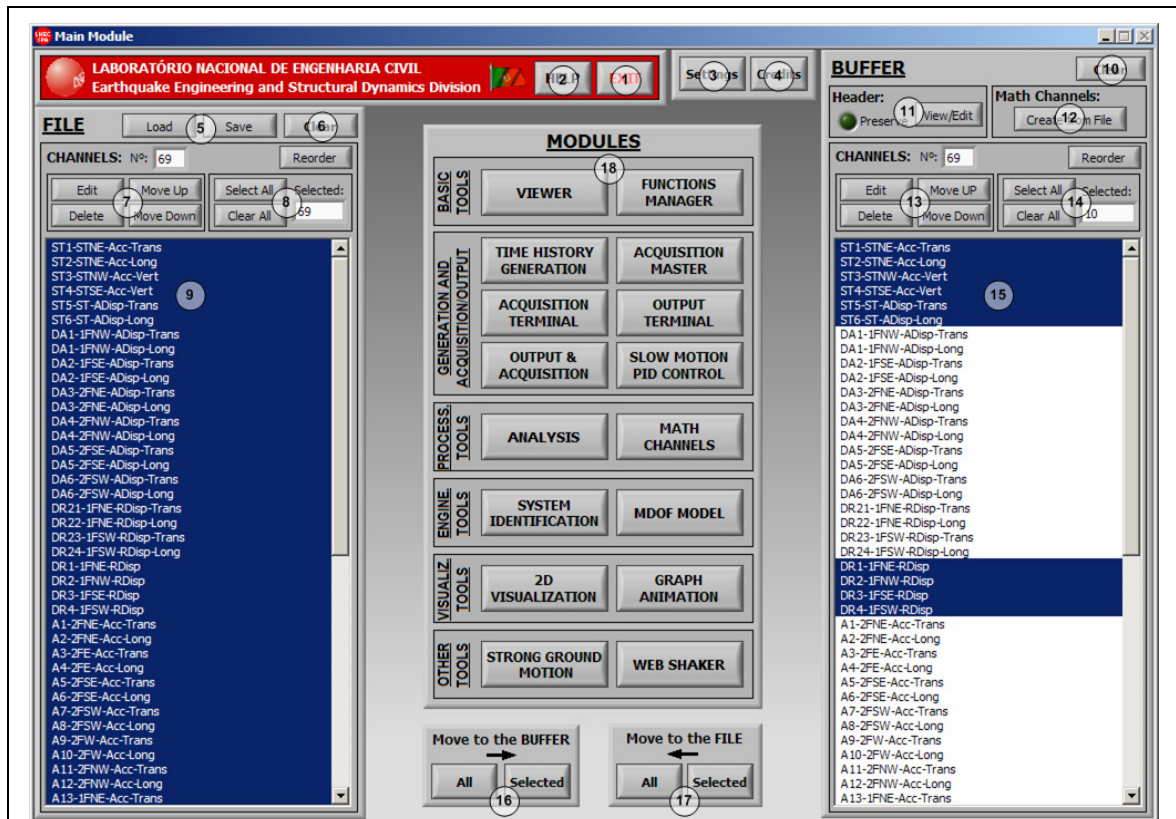 LNEC
SPA
Main Module
LABORATÓRIO NACIONAL DE ENGENHARIA CIVIL
Earthquake Engineering and Structural Dynamics Division
HELP
2
EXIT
1
Settings
3
Credits
4
FILE
Load
5
Save
Clear
6
CHANNELS: Nº: 69
Reorder
Edit
Move Up
7
Delete
Move Down
Select All
Selected:
8
Clear All
69
9
ST1-STNE-Acc-Trans
ST2-STNE-Acc-Long
ST3-STNW-Acc-Vert
ST4-STSE-Acc-Vert
ST5-ST-ADisp-Trans
ST6-ST-ADisp-Long
DA1-1FNW-ADisp-Trans
DA1-1FNW-ADisp-Long
DA2-1FSE-ADisp-Trans
DA2-1FSE-ADisp-Long
DA3-2FNE-ADisp-Trans
DA3-2FNE-ADisp-Long
DA4-2FNW-ADisp-Trans
DA4-2FNW-ADisp-Long
DA5-2FSE-ADisp-Trans
DA5-2FSE-ADisp-Long
DA6-2FSW-ADisp-Trans
DA6-2FSW-ADisp-Long
DR21-1FNE-RDisp-Trans
DR22-1FNE-RDisp-Long
DR23-1FSW-RDisp-Trans
DR24-1FSW-RDisp-Long
DR1-1FNE-RDisp
DR2-1FNW-RDisp
DR3-1FSE-RDisp
DR4-1FSW-RDisp
A1-2FNE-Acc-Trans
A2-2FNE-Acc-Long
A3-2FE-Acc-Trans
A4-2FE-Acc-Long
A5-2FSE-Acc-Trans
A6-2FSE-Acc-Long
A7-2FSW-Acc-Trans
A8-2FSW-Acc-Long
A9-2FW-Acc-Trans
A10-2FW-Acc-Long
A11-2FNW-Acc-Trans
A12-2FNW-Acc-Long
A13-1FNE-Acc-Trans
MODULES
18
BASIC
TOOLS
VIEWER
FUNCTIONS
MANAGER
GENERATION AND
ACQUISITION/OUTPUT
TIME HISTORY
GENERATION
ACQUISITION
MASTER
ACQUISITION
TERMINAL
OUTPUT
TERMINAL
OUTPUT &
ACQUISITION
SLOW MOTION
PID CONTROL
PROCESS.
TOOLS
ANALYSIS
MATH
CHANNELS
ENGINE.
TOOLS
SYSTEM
IDENTIFICATION
MDOF MODEL
VISUALIZ.
TOOLS
2D
VISUALIZATION
GRAPH
ANIMATION
OTHER
TOOLS
STRONG GROUND
MOTION
WEB SHAKER
Move to the BUFFER
All
Selected
16
Move to the FILE
All
Selected
17
BUFFER
Clear
10
Header:
Preserve
11
View/Edit
Math Channels:
Create from File
12
CHANNELS: Nº: 69
Reorder
Edit
Move UP
13
Delete
Move Down
Select All
Selected:
14
Clear All
10
15
ST1-STNE-Acc-Trans
ST2-STNE-Acc-Long
ST3-STNW-Acc-Vert
ST4-STSE-Acc-Vert
ST5-ST-ADisp-Trans
ST6-ST-ADisp-Long
DA1-1FNW-ADisp-Trans
DA1-1FNW-ADisp-Long
DA2-1FSE-ADisp-Trans
DA2-1FSE-ADisp-Long
DA3-2FNE-ADisp-Trans
DA3-2FNE-ADisp-Long
DA4-2FNW-ADisp-Trans
DA4-2FNW-ADisp-Long
DA5-2FSE-ADisp-Trans
DA5-2FSE-ADisp-Long
DA6-2FSW-ADisp-Trans
DA6-2FSW-ADisp-Long
DR21-1FNE-RDisp-Trans
DR22-1FNE-RDisp-Long
DR23-1FSW-RDisp-Trans
DR24-1FSW-RDisp-Long
DR1-1FNE-RDisp
DR2-1FNW-RDisp
DR3-1FSE-RDisp
DR4-1FSW-RDisp
A1-2FNE-Acc-Trans
A2-2FNE-Acc-Long
A3-2FE-Acc-Trans
A4-2FE-Acc-Long
A5-2FSE-Acc-Trans
A6-2FSE-Acc-Long
A7-2FSW-Acc-Trans
A8-2FSW-Acc-Long
A9-2FW-Acc-Trans
A10-2FW-Acc-Long
A11-2FNW-Acc-Trans
A12-2FNW-Acc-Long
A13-1FNE-Acc-Trans